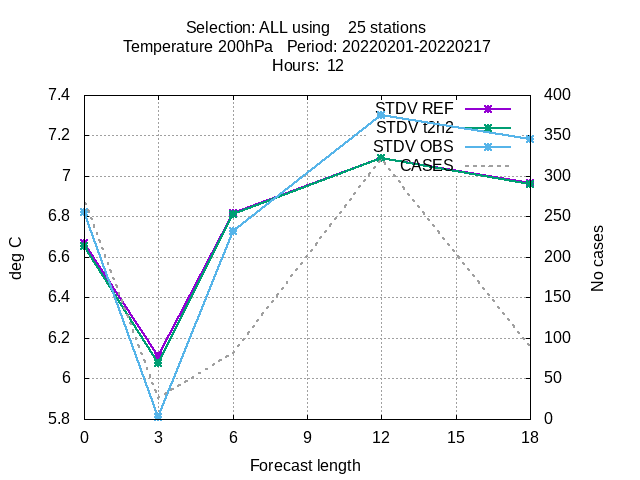 Selection: ALL using    25 stations
Temperature 200hPa   Period: 20220201-20220217
Hours:  12
STDV REF
STDV t2h2
STDV OBS
CASES
7.4
7.2
7
6.8
6.6
6.4
6.2
6
5.8
400
350
300
250
200
150
100
50
0
deg C
No cases
0 3 6 9 12 15 18
Forecast length